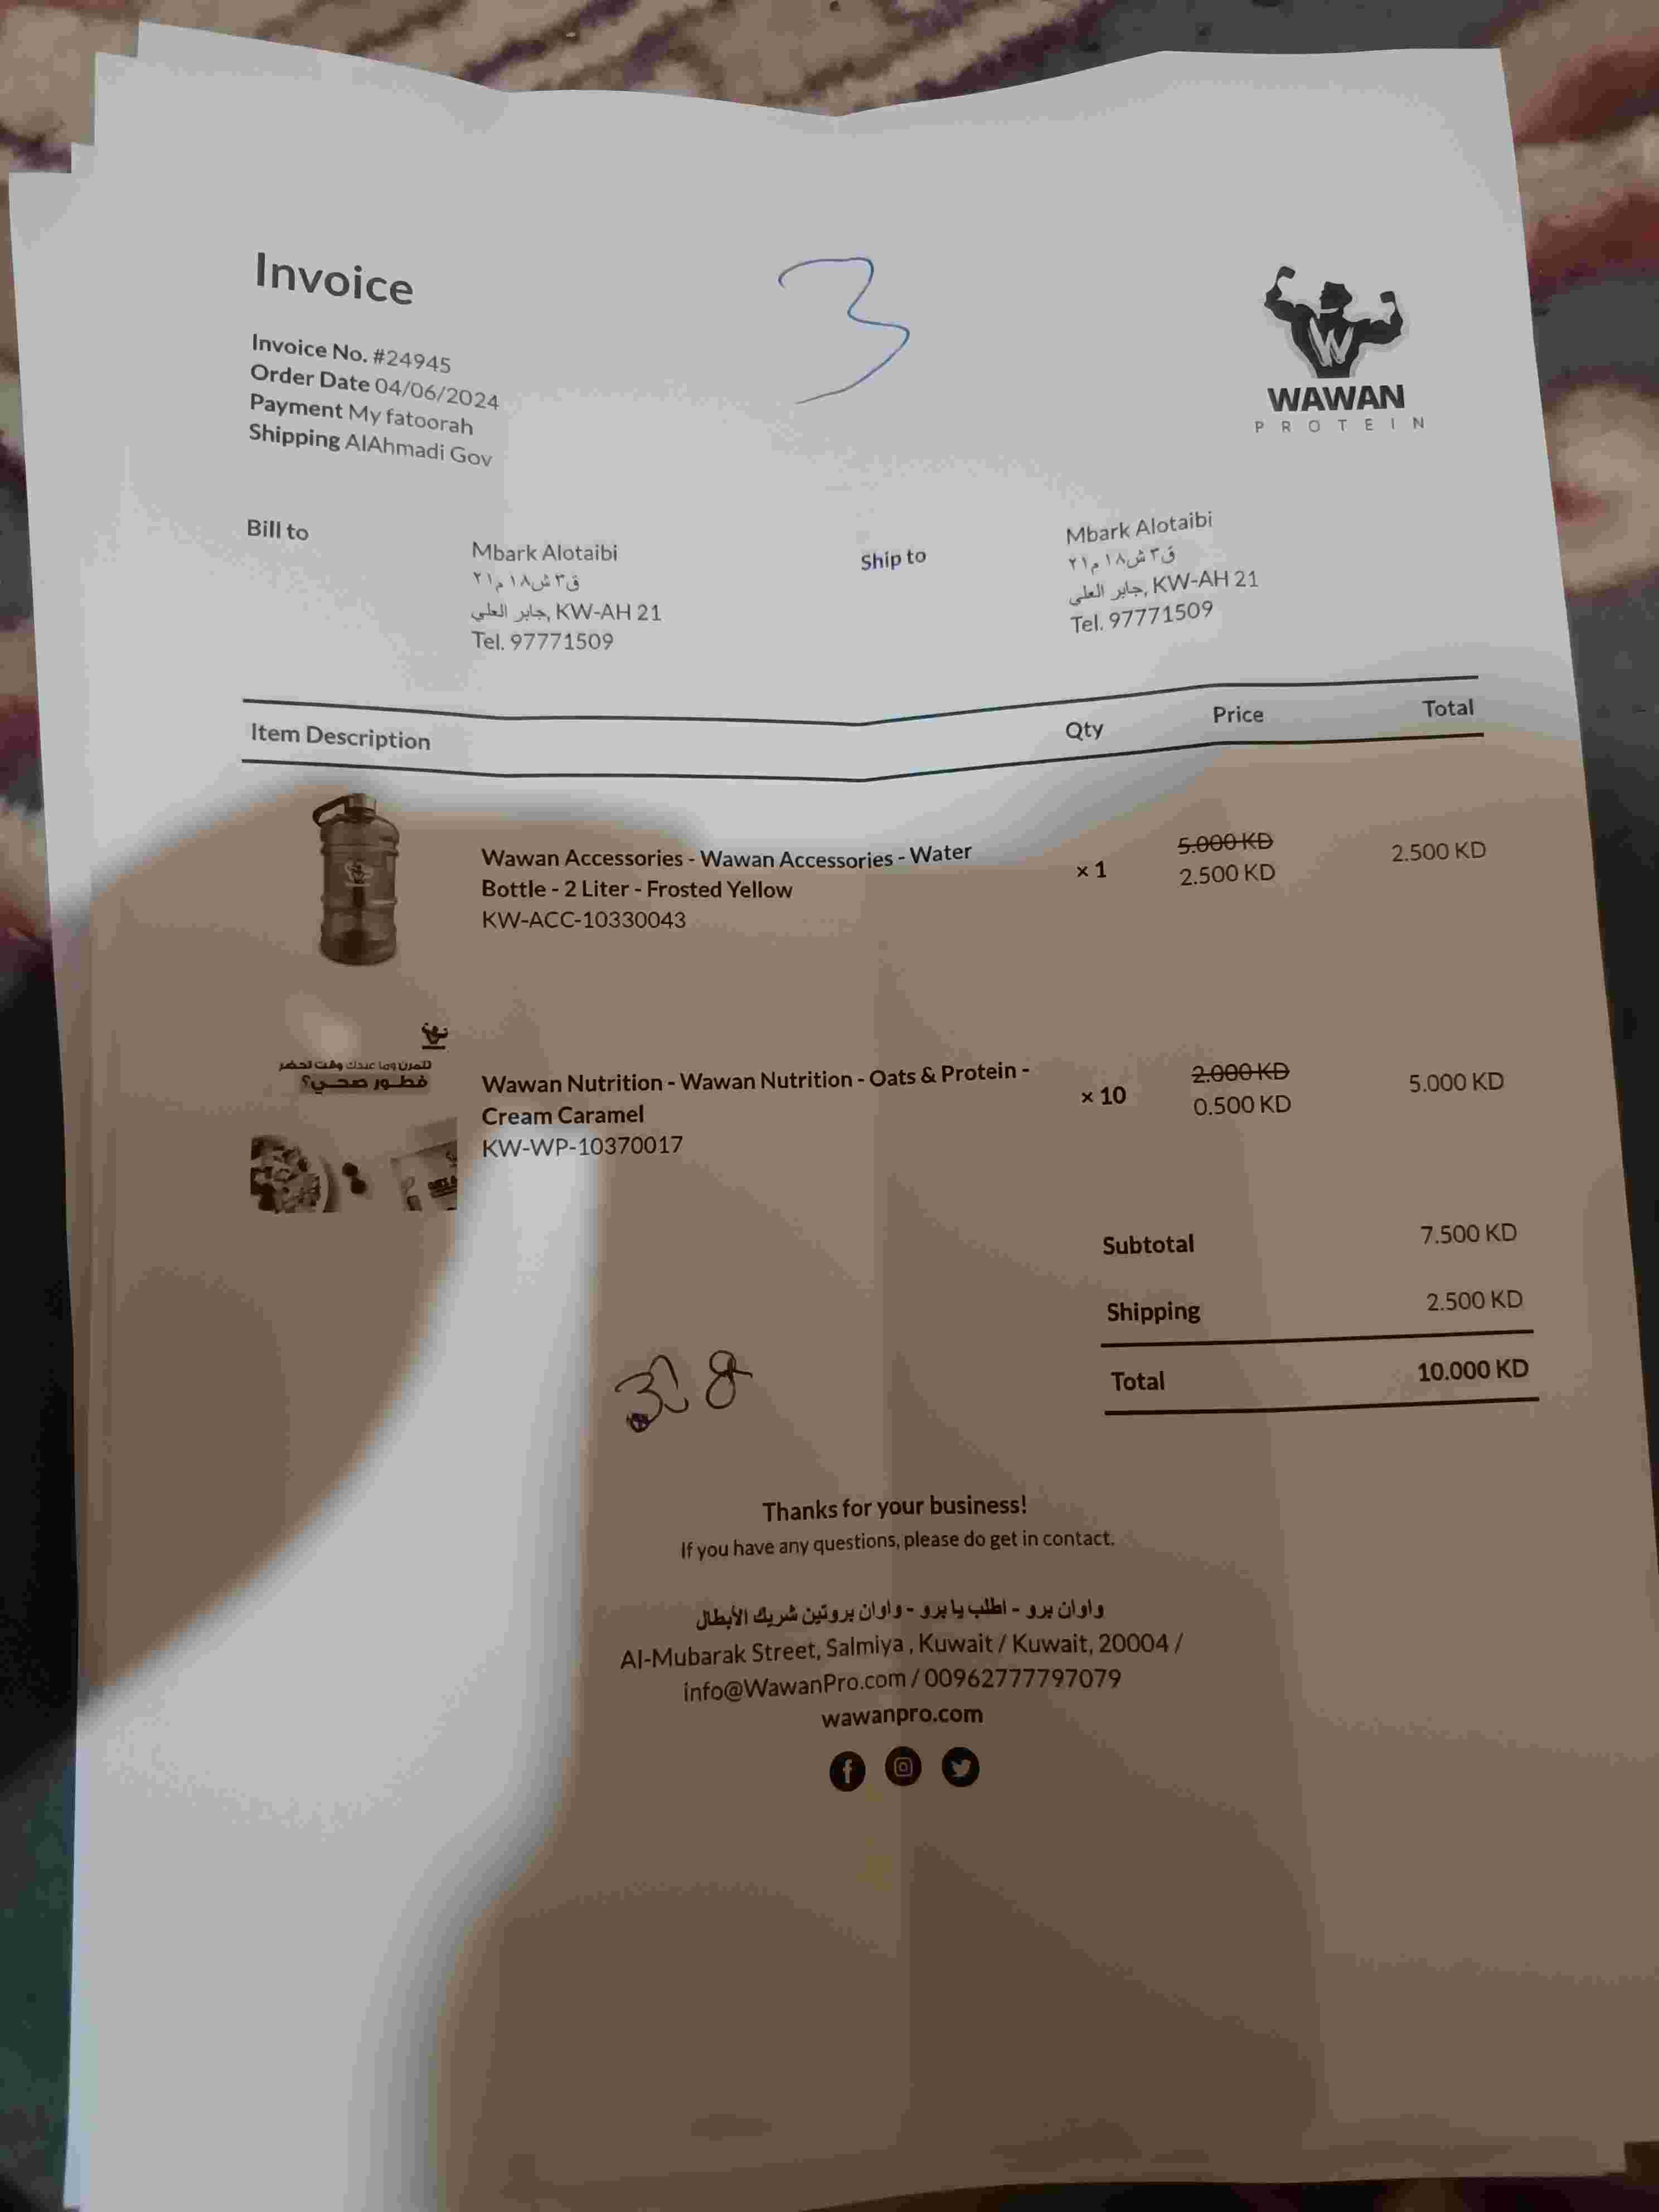 Invoice
3
Invoice No. #24945
Order Date 04/06/2024
Payment My fatoorah
Shipping AlAhmadi Gov
WAWAN
PROTEIN
Bill to
Mbark Alotaibi
ق٣ ش١٨ م٢١
جابر العلي, KW-AH 21
Tel. 97771509
Ship to
Mbark Alotaibi
ق٣ ش١٨ م٢١
جابر العلي, KW-AH 21
Tel. 97771509
Item Description Qty Price Total
Wawan Accessories - Wawan Accessories - Water
Bottle - 2 Liter - Frosted Yellow
KW-ACC-10330043
× 1
5.000 KD
2.500 KD
2.500 KD
فطور صحي؟
Wawan Nutrition - Wawan Nutrition - Oats & Protein -
Cream Caramel
KW-WP-10370017
× 10
2.000 KD
0.500 KD
5.000 KD
Subtotal 7.500 KD
Shipping 2.500 KD
Total 10.000 KD
Thanks for your business!
If you have any questions, please do get in contact.
واوان برو - اطلب يا برو - واوان بروتين شريك الأبطال
Al-Mubarak Street, Salmiya , Kuwait / Kuwait, 20004 /
info@WawanPro.com / 00962777797079
wawanpro.com